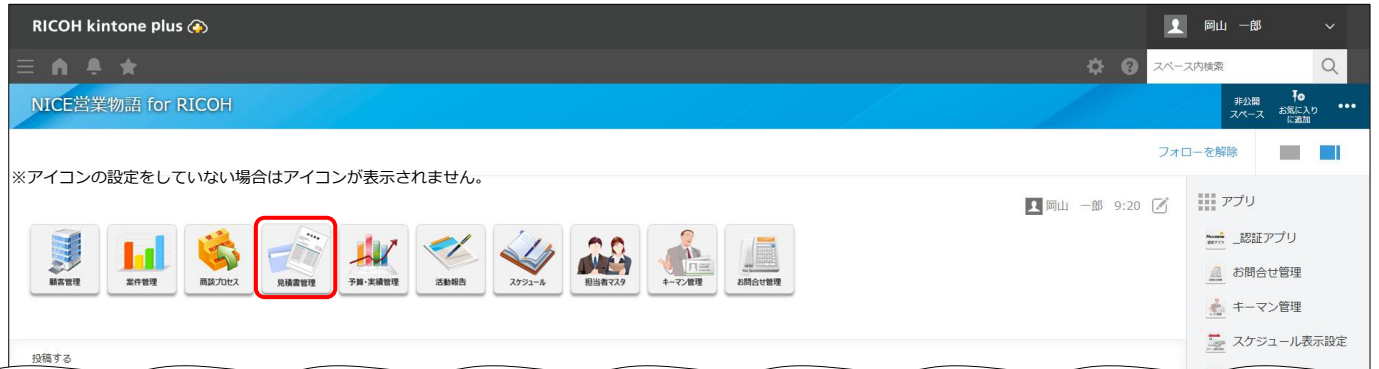 RICOH kintone plus
岡山 一郎
スペース内検索
NICE営業物語 for RICOH
非公開
スペース
お気に入り
に追加
フォローを解除
※アイコンの設定をしていない場合はアイコンが表示されません。
岡山 一郎 9:20
アプリ
顧客管理
案件管理
商談プロセス
見積書管理
予算・実績管理
活動報告
スケジュール
担当者マスタ
キーマン管理
お問合せ管理
_認証アプリ
お問合せ管理
キーマン管理
スケジュール表示設定
投稿する